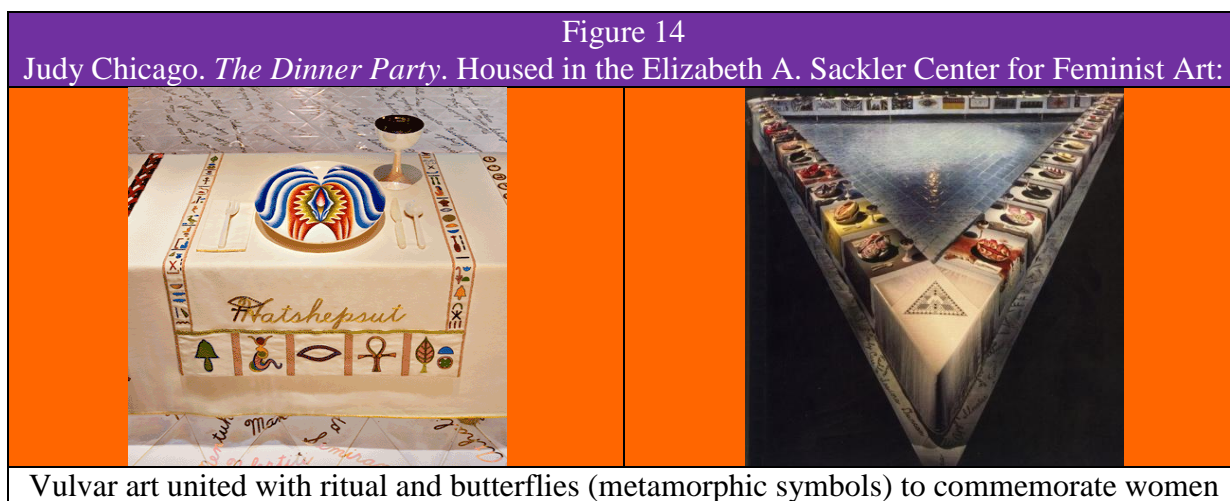 Figure 14
Judy Chicago. The Dinner Party. Housed in the Elizabeth A. Sackler Center for Feminist Art:
Hatshepsut
Vulvar art united with ritual and butterflies (metamorphic symbols) to commemorate women